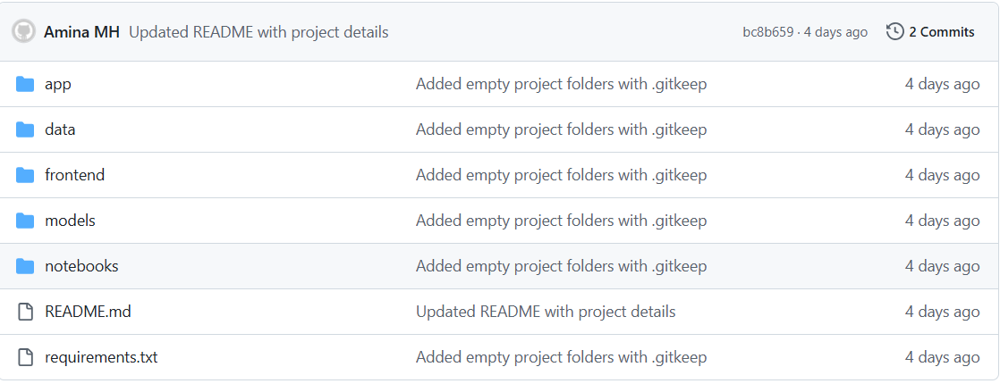 Amina MH Updated README with project details bc8b659 · 4 days ago 2 Commits
app Added empty project folders with .gitkeep 4 days ago
data Added empty project folders with .gitkeep 4 days ago
frontend Added empty project folders with .gitkeep 4 days ago
models Added empty project folders with .gitkeep 4 days ago
notebooks Added empty project folders with .gitkeep 4 days ago
README.md Updated README with project details 4 days ago
requirements.txt Added empty project folders with .gitkeep 4 days ago